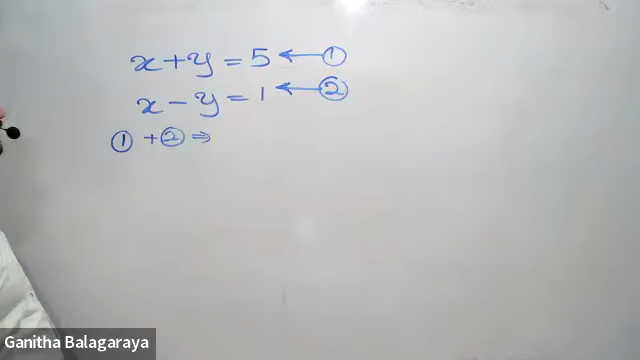 x + y = 5 ← ①
x - y = 1 ← ②
① + ② ⇒
Ganitha Balagaraya